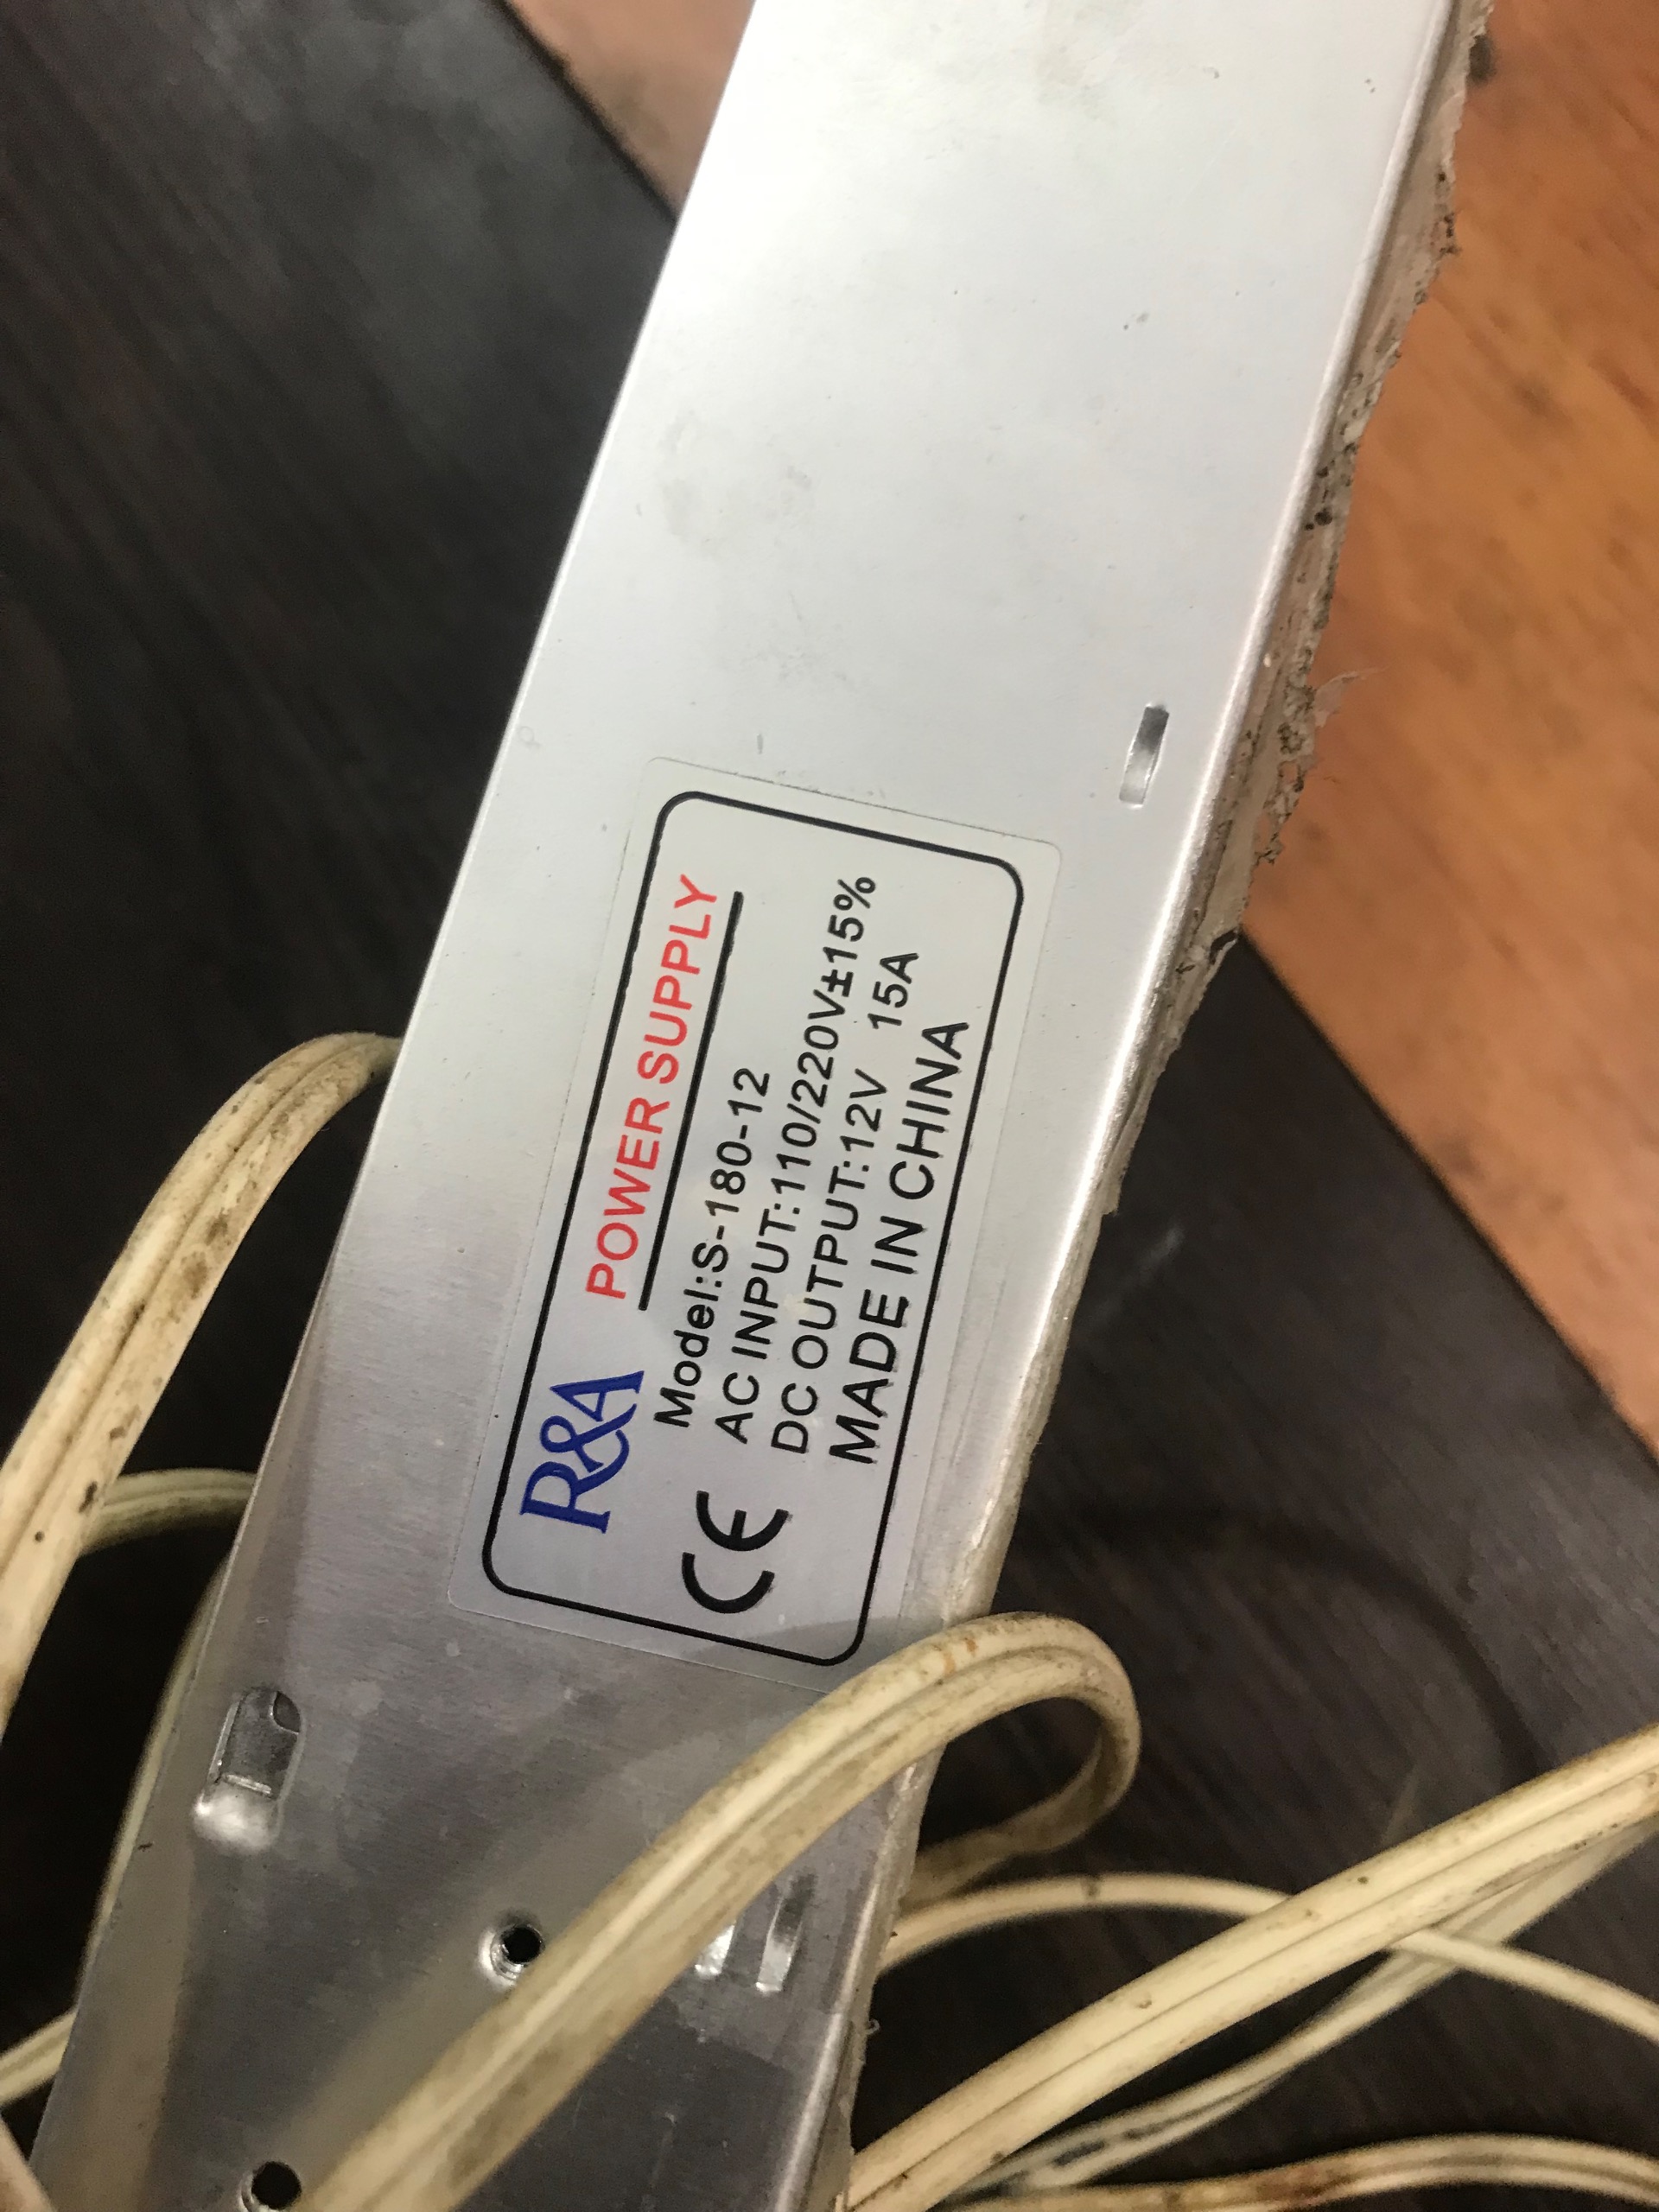 R&A POWER SUPPLY
Model:S-180-12
AC INPUT:110/220V±15%
DC OUTPUT:12V 15A
CE MADE IN CHINA